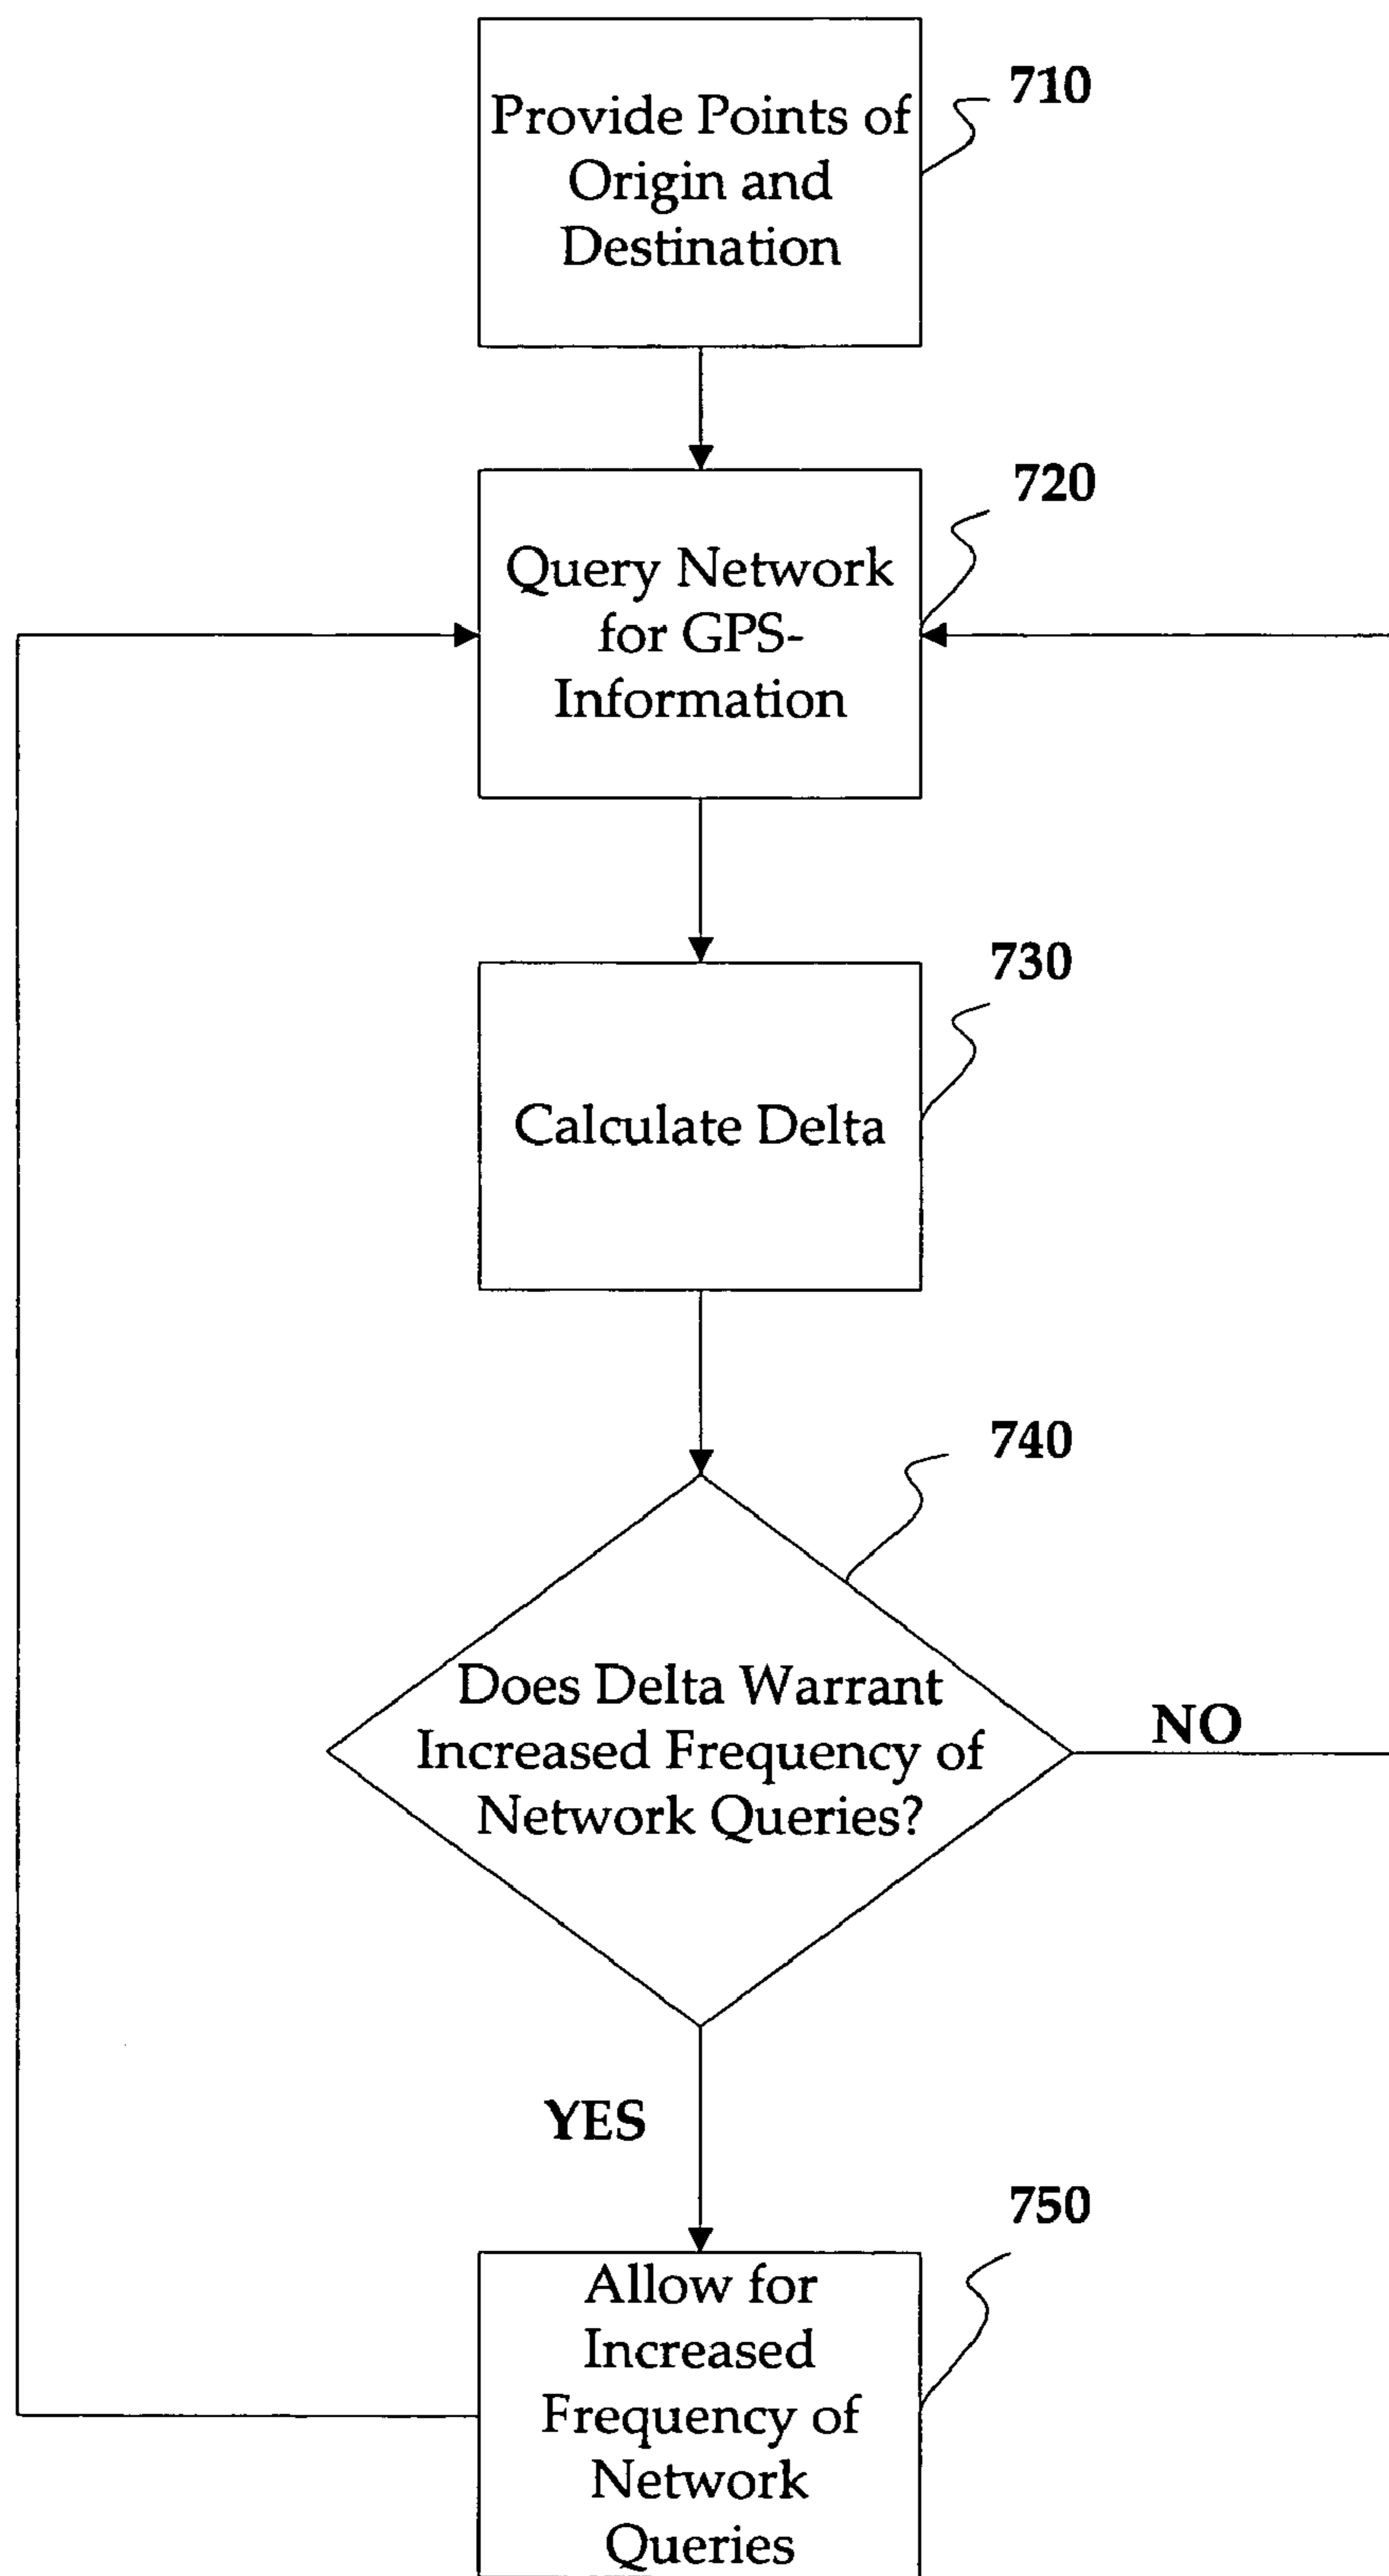 710
Provide Points of
Origin and
Destination
720
Query Network
for GPS-
Information
730
Calculate Delta
740
Does Delta Warrant
Increased Frequency of
Network Queries?
NO
YES
750
Allow for
Increased
Frequency of
Network
Queries